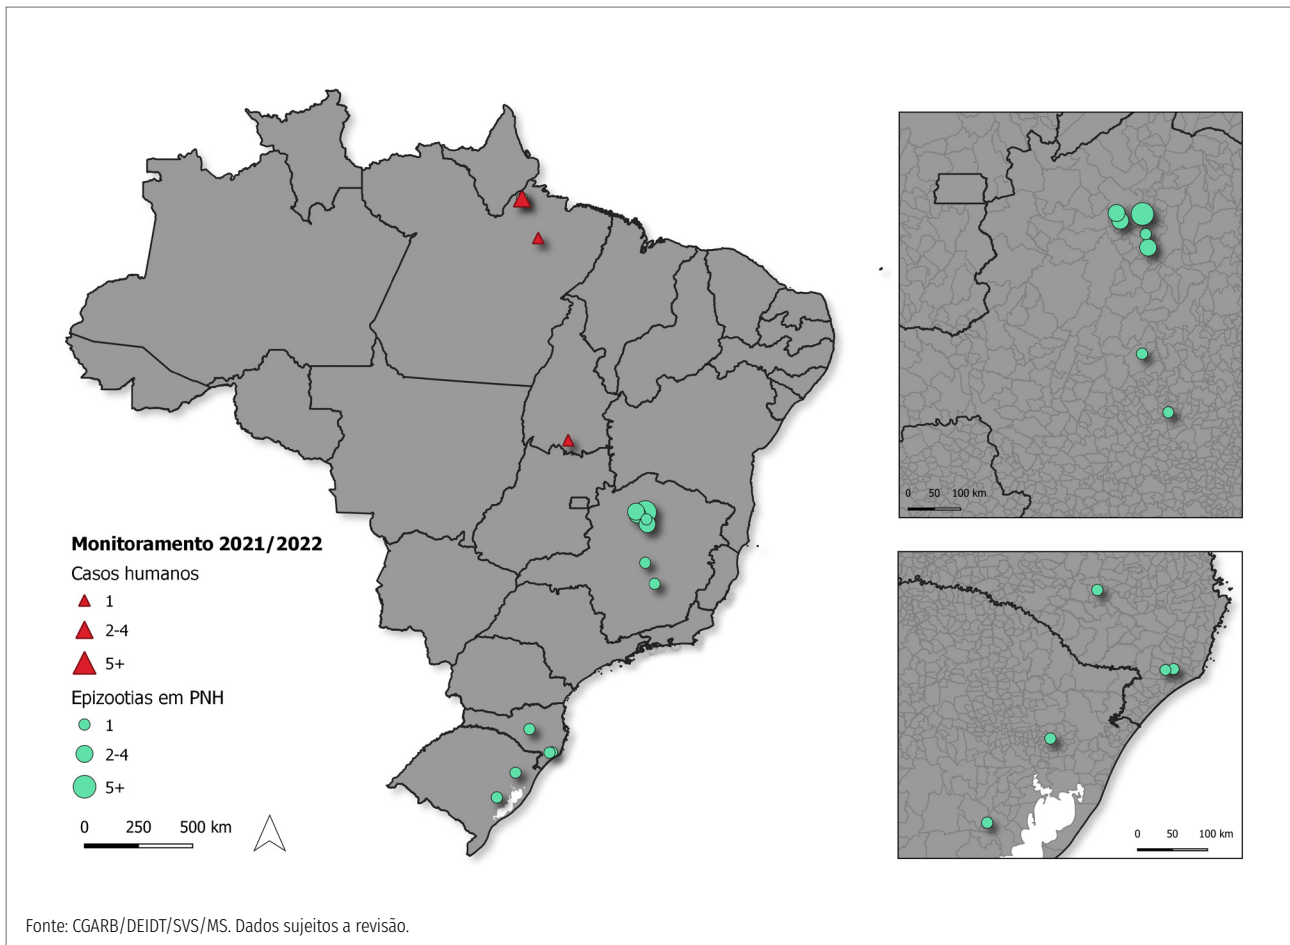 Monitoramento 2021/2022
Casos humanos
1
2-4
5+
Epizootias em PNH
1
2-4
5+
0 250 500 km
0 50 100 km
0 50 100 km
Fonte: CGARB/DEIDT/SVS/MS. Dados sujeitos a revisão.